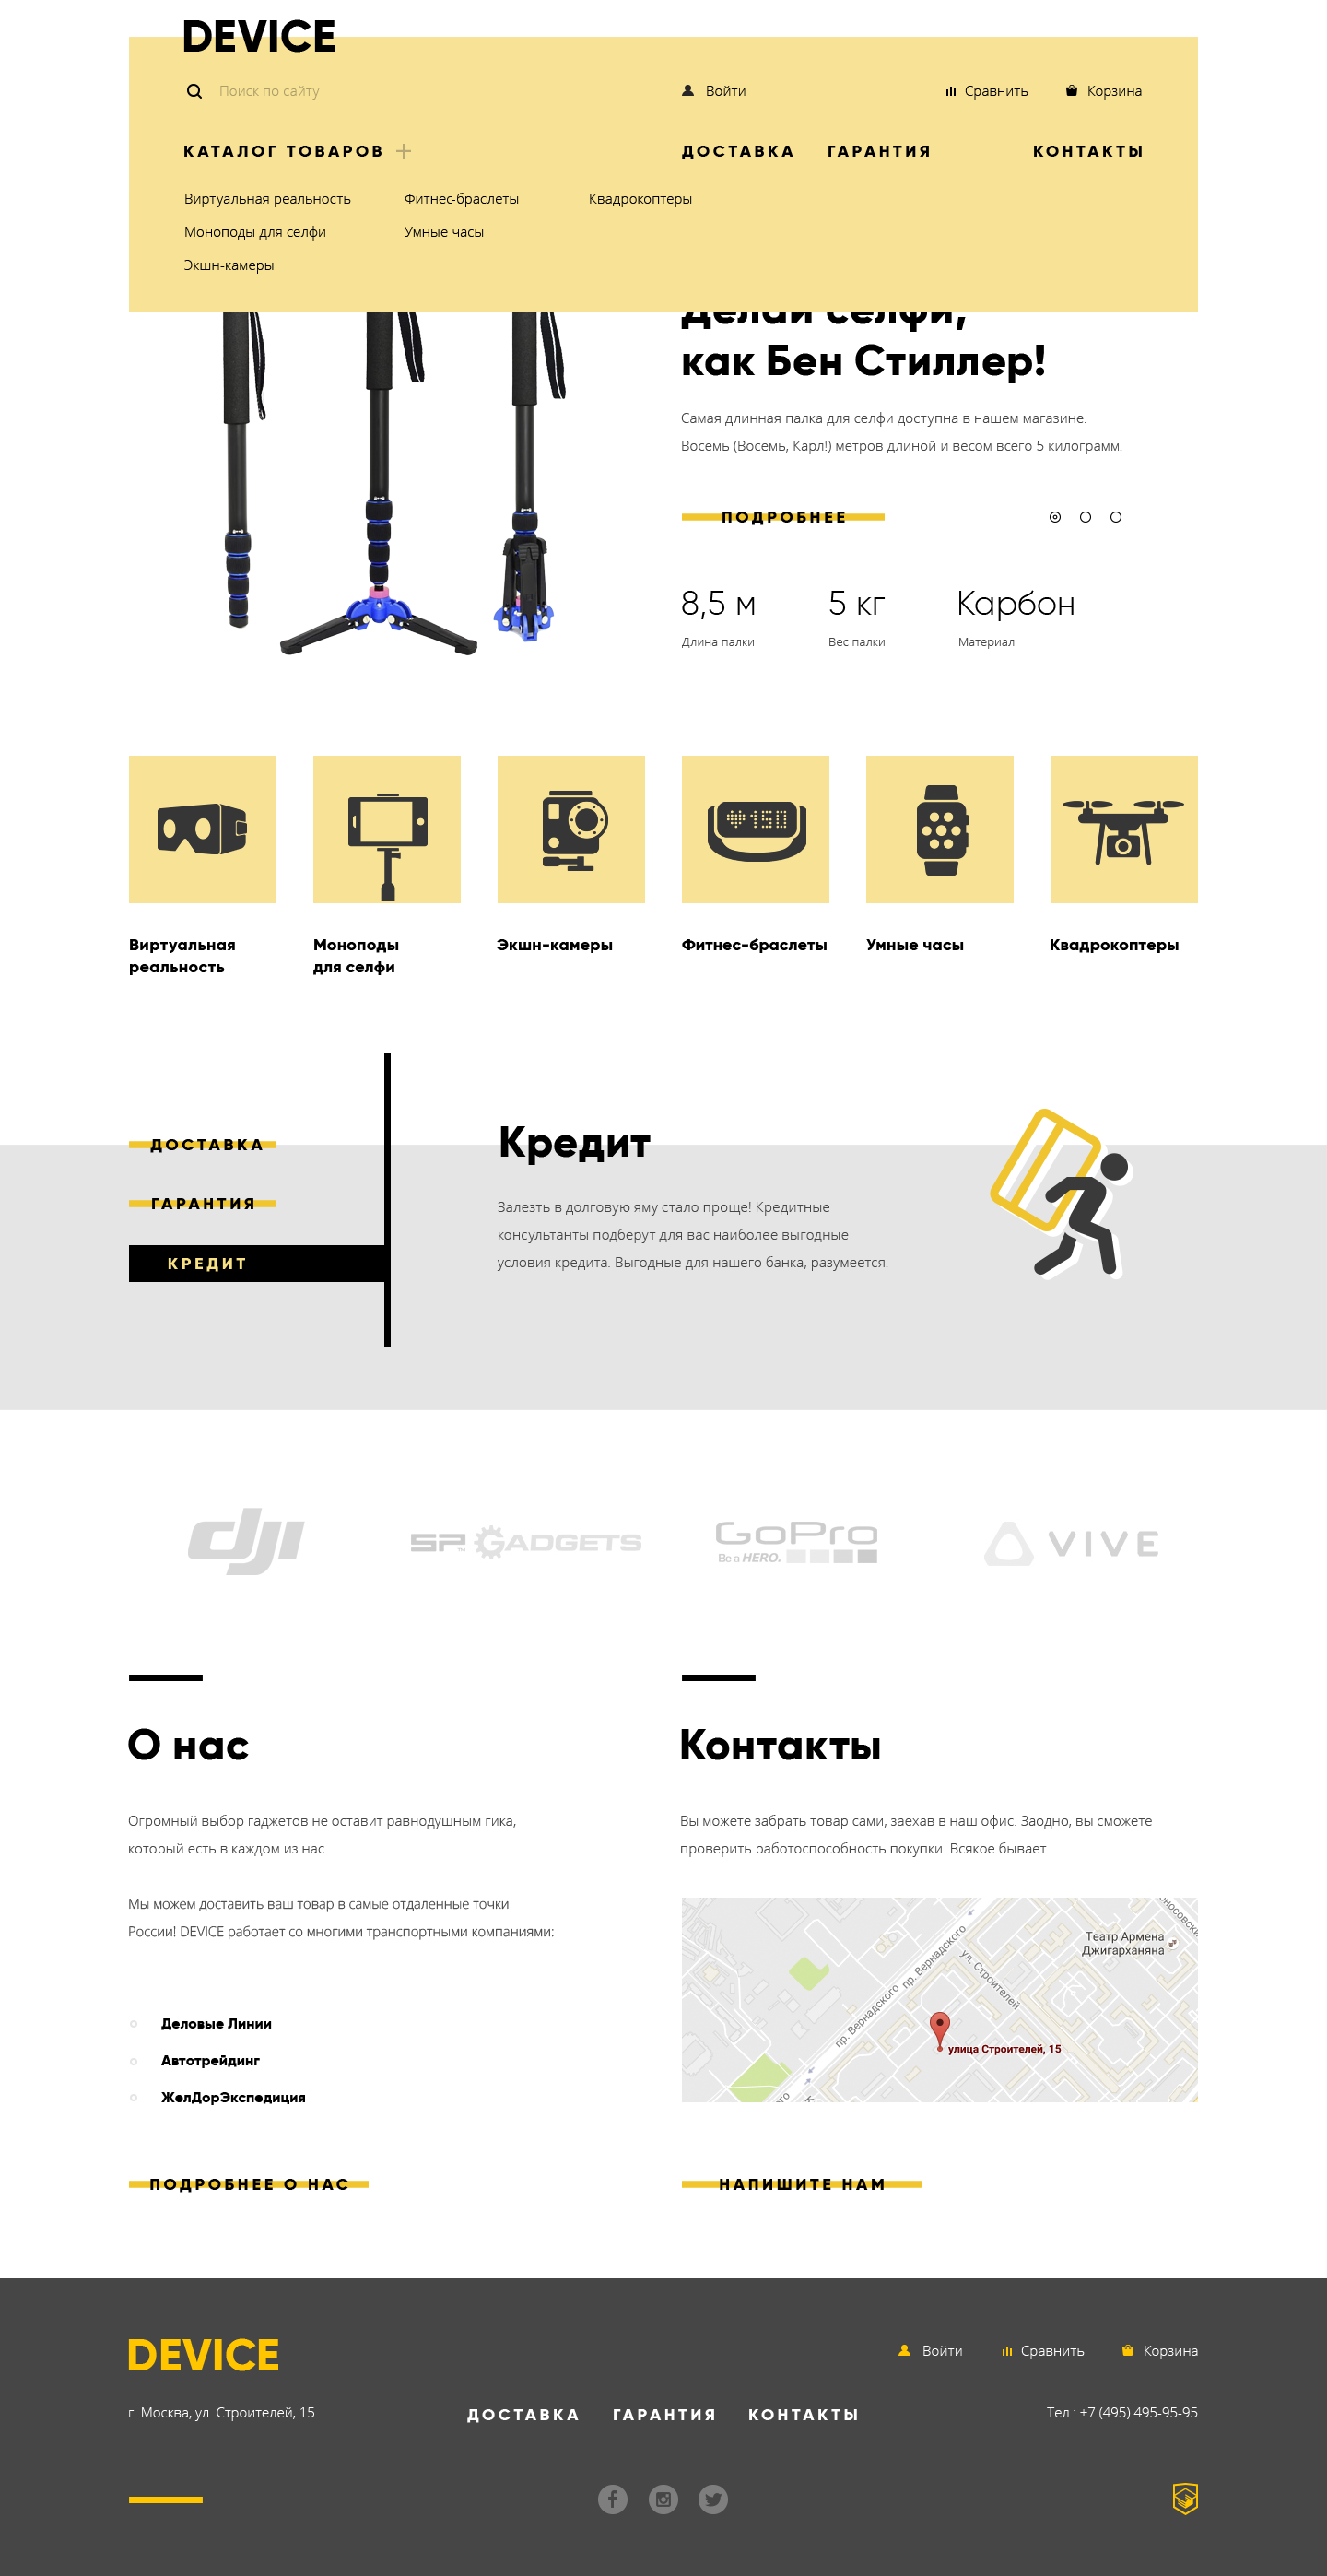 DEVICE
Поиск по сайту
Войти
Сравнить
Корзина
КАТАЛОГ ТОВАРОВ +
ДОСТАВКА
ГАРАНТИЯ
КОНТАКТЫ
Виртуальная реальность
Фитнес-браслеты
Квадрокоптеры
Моноподы для селфи
Умные часы
Экшн-камеры
делай селфи,
как Бен Стиллер!
Самая длинная палка для селфи доступна в нашем магазине.
Восемь (Восемь, Карл!) метров длиной и весом всего 5 килограмм.
ПОДРОБНЕЕ
8,5 м
5 кг
Карбон
Длина палки
Вес палки
Материал
150
Виртуальная
реальность
Моноподы
для селфи
Экшн-камеры
Фитнес-браслеты
Умные часы
Квадрокоптеры
ДОСТАВКА
ГАРАНТИЯ
КРЕДИТ
Кредит
Залезть в долговую яму стало проще! Кредитные
консультанты подберут для вас наиболее выгодные
условия кредита. Выгодные для нашего банка, разумеется.
dji
SP GADGETS
GoPro
Be a HERO.
VIVE
О нас
Огромный выбор гаджетов не оставит равнодушным гика,
который есть в каждом из нас.
Мы можем доставить ваш товар в самые отдаленные точки
России! DEVICE работает со многими транспортными компаниями:
Деловые Линии
Автотрейдинг
ЖелДорЭкспедиция
ПОДРОБНЕЕ О НАС
Контакты
Вы можете забрать товар сами, заехав в наш офис. Заодно, вы сможете
проверить работоспособность покупки. Всякое бывает.
Театр Армена
Джигарханяна
пр. Вернадского
ул. Строителей
пр. Вернадского
улица Строителей, 15
НАПИШИТЕ НАМ
DEVICE
Войти
Сравнить
Корзина
г. Москва, ул. Строителей, 15
ДОСТАВКА
ГАРАНТИЯ
КОНТАКТЫ
Тел.: +7 (495) 495-95-95